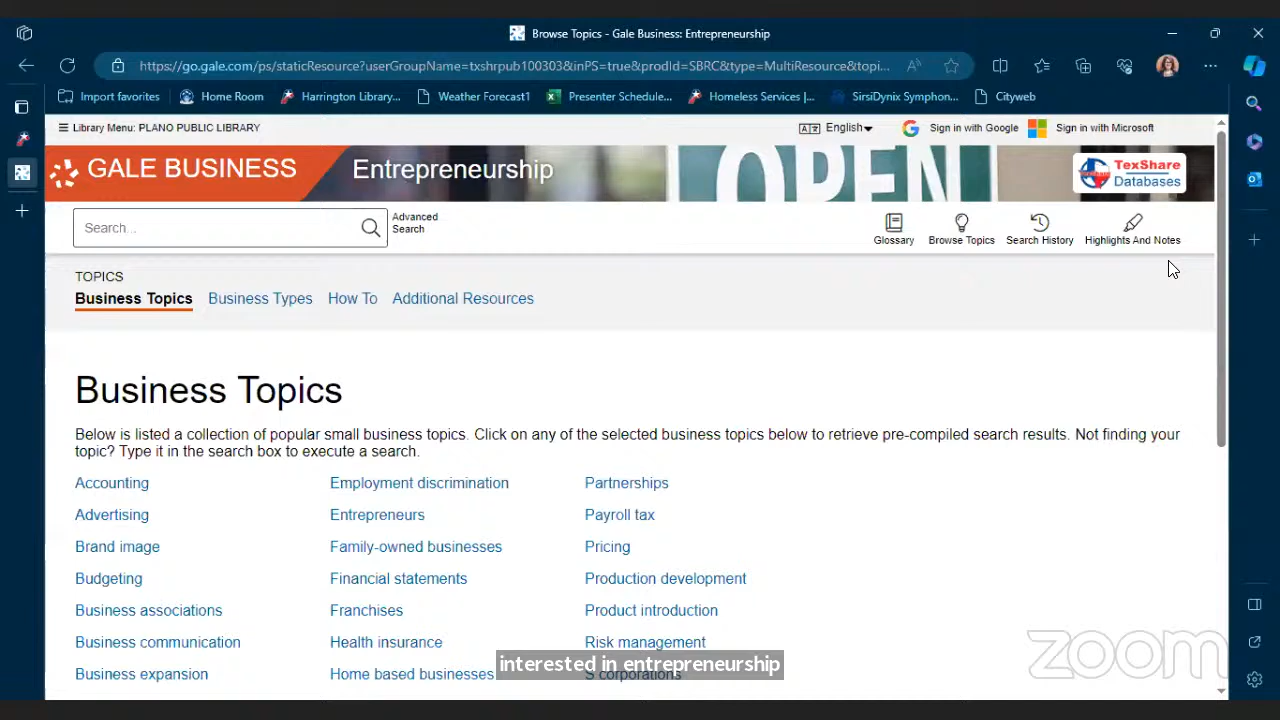 Browse Topics - Gale Business: Entrepreneurship
https://go.gale.com/ps/staticResource?userGroupName=txshrpub100303&inPS=true&prodId=SBRC&type=MultiResource&topi...
Import favorites Home Room Harrington Library... Weather Forecast1 Presenter Schedule... Homeless Services |... SirsiDynix Symphon... Cityweb
Library Menu: PLANO PUBLIC LIBRARY English Sign in with Google Sign in with Microsoft
GALE BUSINESS Entrepreneurship OPEN TexShare
Databases
Search... Advanced
Search
Glossary Browse Topics Search History Highlights And Notes
TOPICS
Business Topics Business Types How To Additional Resources
Business Topics
Below is listed a collection of popular small business topics. Click on any of the selected business topics below to retrieve pre-compiled search results. Not finding your
topic? Type it in the search box to execute a search.
Accounting Employment discrimination Partnerships
Advertising Entrepreneurs Payroll tax
Brand image Family-owned businesses Pricing
Budgeting Financial statements Production development
Business associations Franchises Product introduction
Business communication Health insurance Risk management
Business expansion Home based businesses S corporations
interested in entrepreneurship
zoom